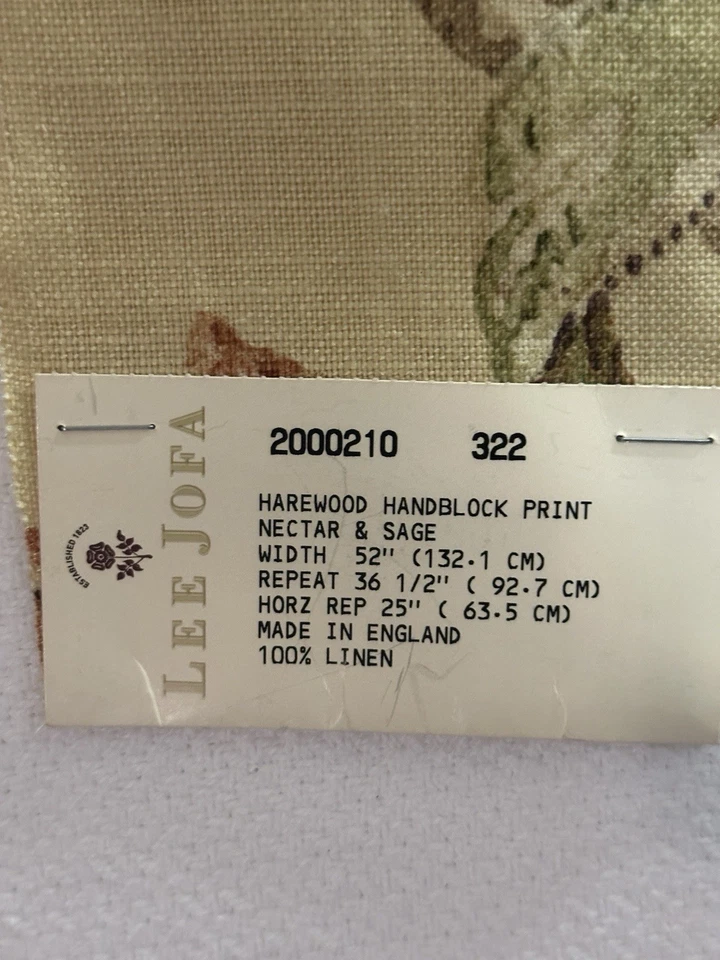 2000210 322
HAREWOOD HANDBLOCK PRINT
NECTAR & SAGE
WIDTH 52" (132.1 CM)
REPEAT 36 1/2" ( 92.7 CM)
HORZ REP 25" ( 63.5 CM)
MADE IN ENGLAND
100% LINEN
LEE JOFA
ESTABLISHED 1823